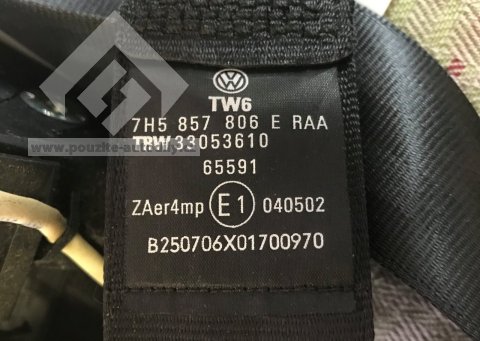 TW6
7H5 857 806 E RAA
TRW 33053610
www.pouzite-autodily.cz
65591
ZAer4mp E1 040502
B250706X01700970